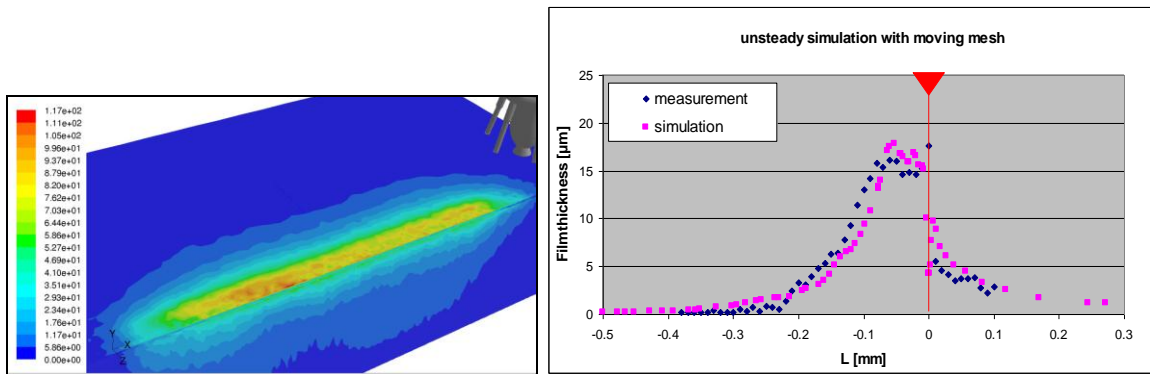 1.17e+02
1.11e+02
1.05e+02
9.96e+01
9.37e+01
8.79e+01
8.20e+01
7.62e+01
7.03e+01
6.44e+01
5.86e+01
5.27e+01
4.69e+01
4.10e+01
3.51e+01
2.93e+01
2.34e+01
1.76e+01
1.17e+01
5.86e+00
0.00e+00
Y
X
Z
unsteady simulation with moving mesh
measurement
simulation
Filmthickness [µm]
25
20
15
10
5
0
-0.5
-0.4
-0.3
-0.2
-0.1
0
0.1
0.2
0.3
L [mm]